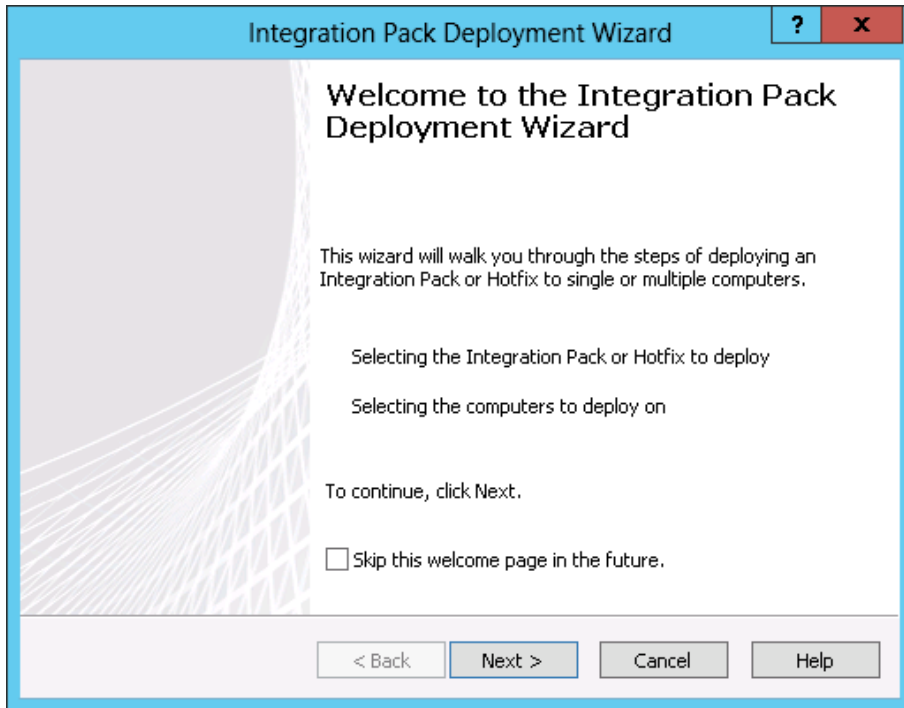 Integration Pack Deployment Wizard
? x
Welcome to the Integration Pack
Deployment Wizard
This wizard will walk you through the steps of deploying an
Integration Pack or Hotfix to single or multiple computers.
Selecting the Integration Pack or Hotfix to deploy
Selecting the computers to deploy on
To continue, click Next.
Skip this welcome page in the future.
< Back Next > Cancel Help